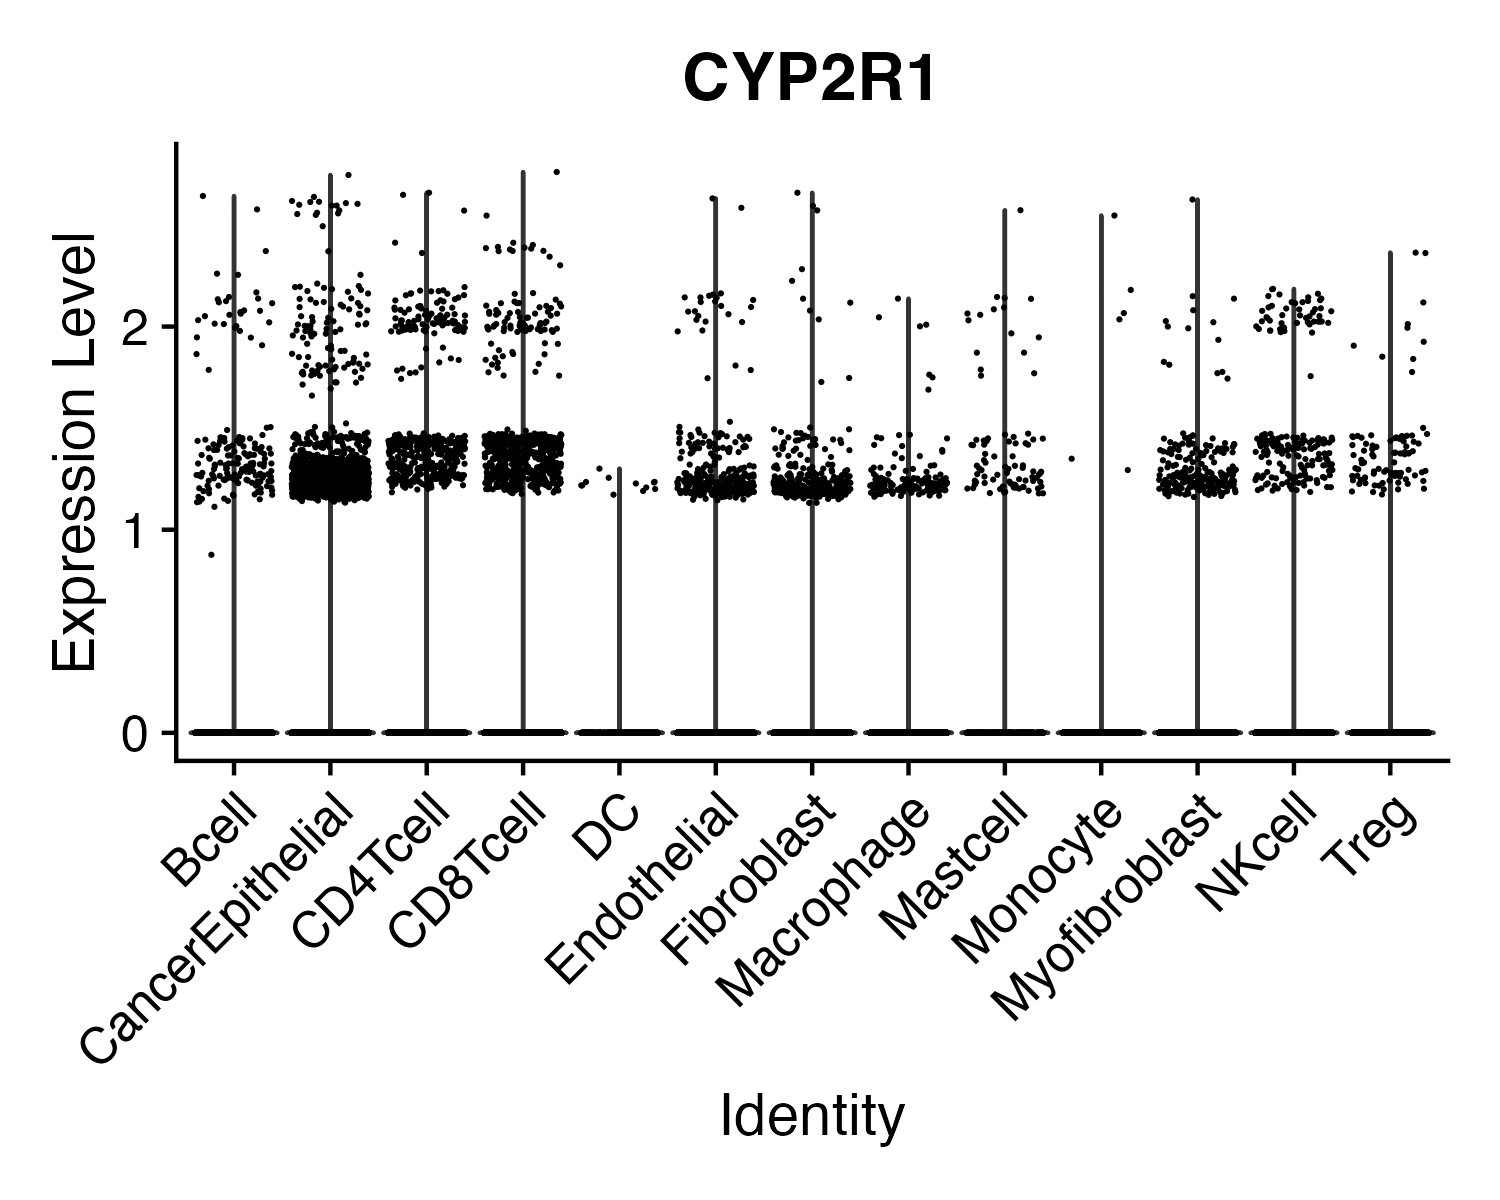 CYP2R1
Expression Level
2
1
0
Bcell
CancerEpithelial
CD4Tcell
CD8Tcell
DC
Endothelial
Fibroblast
Macrophage
Mastcell
Monocyte
Myofibroblast
NKcell
Treg
Identity